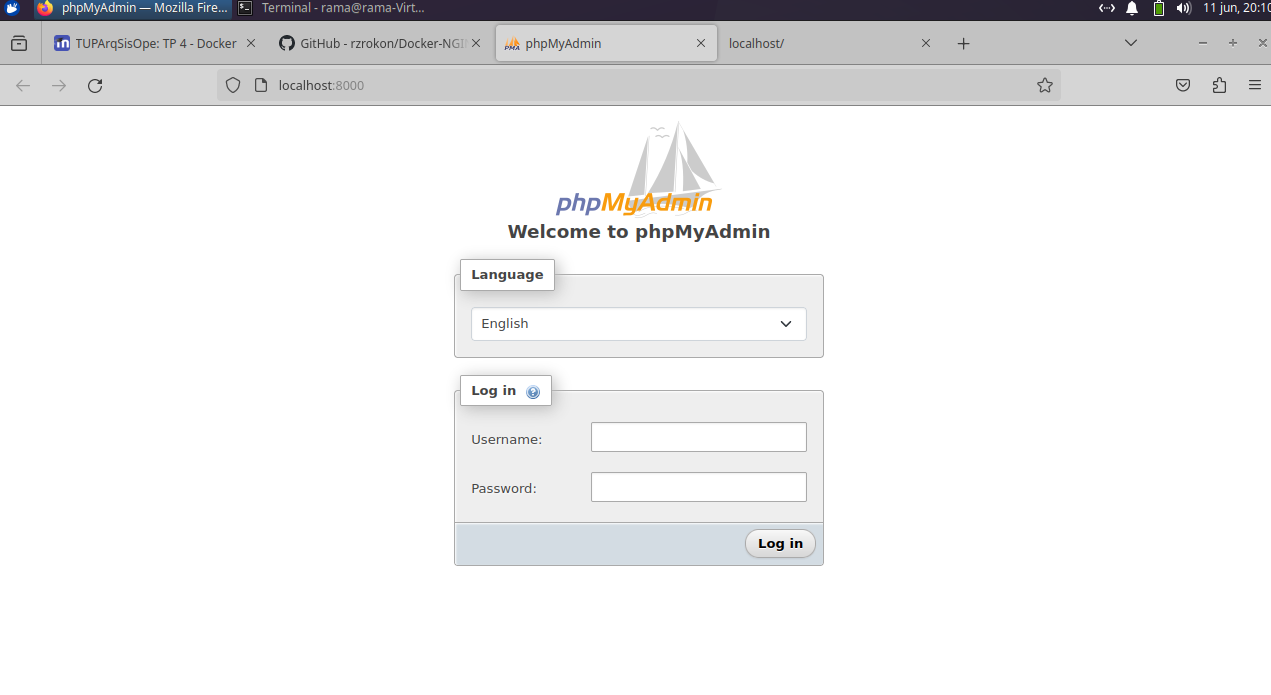 phpMyAdmin — Mozilla Fire... Terminal - rama@rama-Virt... 11 jun, 20:10
TUPArqSisOpe: TP 4 - Docker GitHub - rzrokon/Docker-NGI phpMyAdmin localhost/
localhost:8000
phpMyAdmin
Welcome to phpMyAdmin
Language
English
Log in
Username:
Password:
Log in